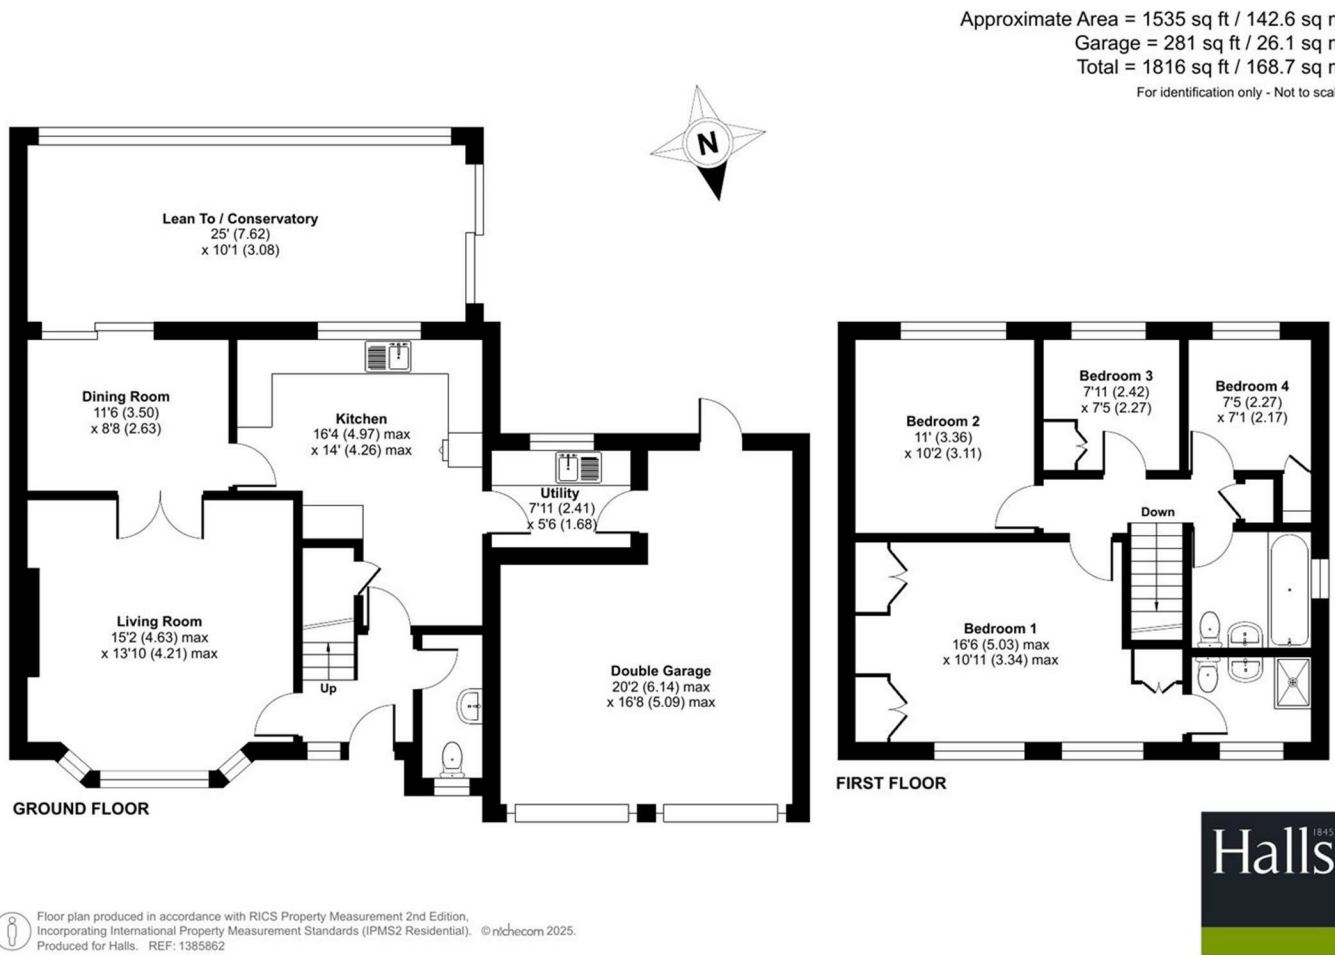 Approximate Area = 1535 sq ft / 142.6 sq m
Garage = 281 sq ft / 26.1 sq m
Total = 1816 sq ft / 168.7 sq m
For identification only - Not to scal
N
Lean To / Conservatory
25' (7.62)
x 10'1 (3.08)
Dining Room
11'6 (3.50)
x 8'8 (2.63)
Kitchen
16'4 (4.97) max
x 14' (4.26) max
Utility
7'11 (2.41)
x 5'6 (1.68)
Living Room
15'2 (4.63) max
x 13'10 (4.21) max
Up
Double Garage
20'2 (6.14) max
x 16'8 (5.09) max
GROUND FLOOR
Bedroom 2
11' (3.36)
x 10'2 (3.11)
Bedroom 3
7'11 (2.42)
x 7'5 (2.27)
Bedroom 4
7'5 (2.27)
x 7'1 (2.17)
Down
Bedroom 1
16'6 (5.03) max
x 10'11 (3.34) max
FIRST FLOOR
Halls 1845
Floor plan produced in accordance with RICS Property Measurement 2nd Edition,
Incorporating International Property Measurement Standards (IPMS2 Residential). © nıchecom 2025.
Produced for Halls. REF: 1385862